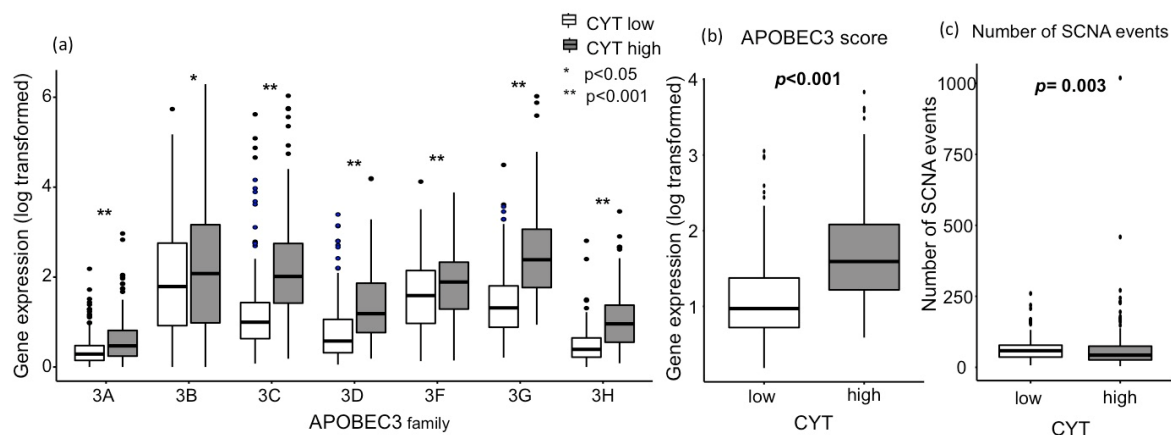 (a)
CYT low
CYT high
* p<0.05
** p<0.001
Gene expression (log transformed)
6
4
2
0
**
*
**
**
**
**
**
3A 3B 3C 3D 3F 3G 3H
APOBEC3 family
(b) APOBEC3 score
p<0.001
Gene expression (log transformed)
4
3
2
1
0
low high
CYT
(c) Number of SCNA events
p= 0.003
Number of SCNA events
1000
750
500
250
0
low high
CYT